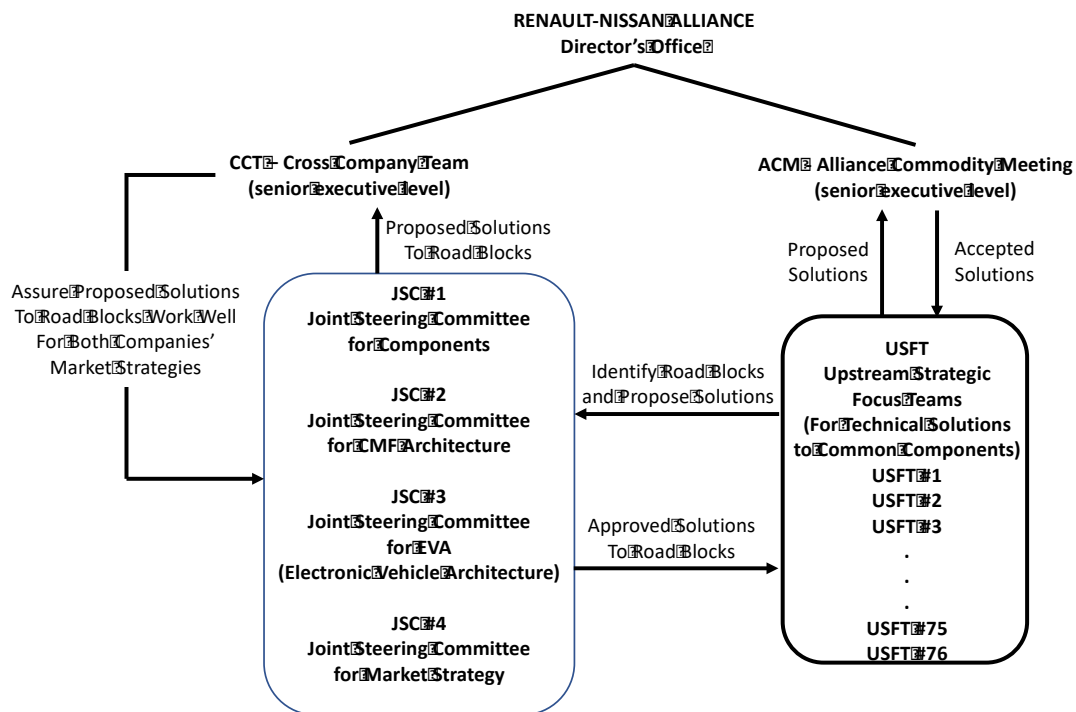 RENAULT-NISSAN ALLIANCE
Director's Office
CCT – Cross Company Team
(senior executive level)
ACM - Alliance Commodity Meeting
(senior executive level)
Proposed Solutions
To Road Blocks
Proposed
Solutions
Accepted
Solutions
Assure Proposed Solutions
To Road Blocks Work Well
For Both Companies'
Market Strategies
JSC #1
Joint Steering Committee
for Components
JSC #2
Joint Steering Committee
for CMF Architecture
JSC #3
Joint Steering Committee
for EVA
(Electronic Vehicle Architecture)
JSC #4
Joint Steering Committee
for Market Strategy
Identify Road Blocks
and Propose Solutions
Approved Solutions
To Road Blocks
USFT
Upstream Strategic
Focus Teams
(For Technical Solutions
to Common Components)
USFT #1
USFT #2
USFT #3
.
.
.
USFT #75
USFT #76